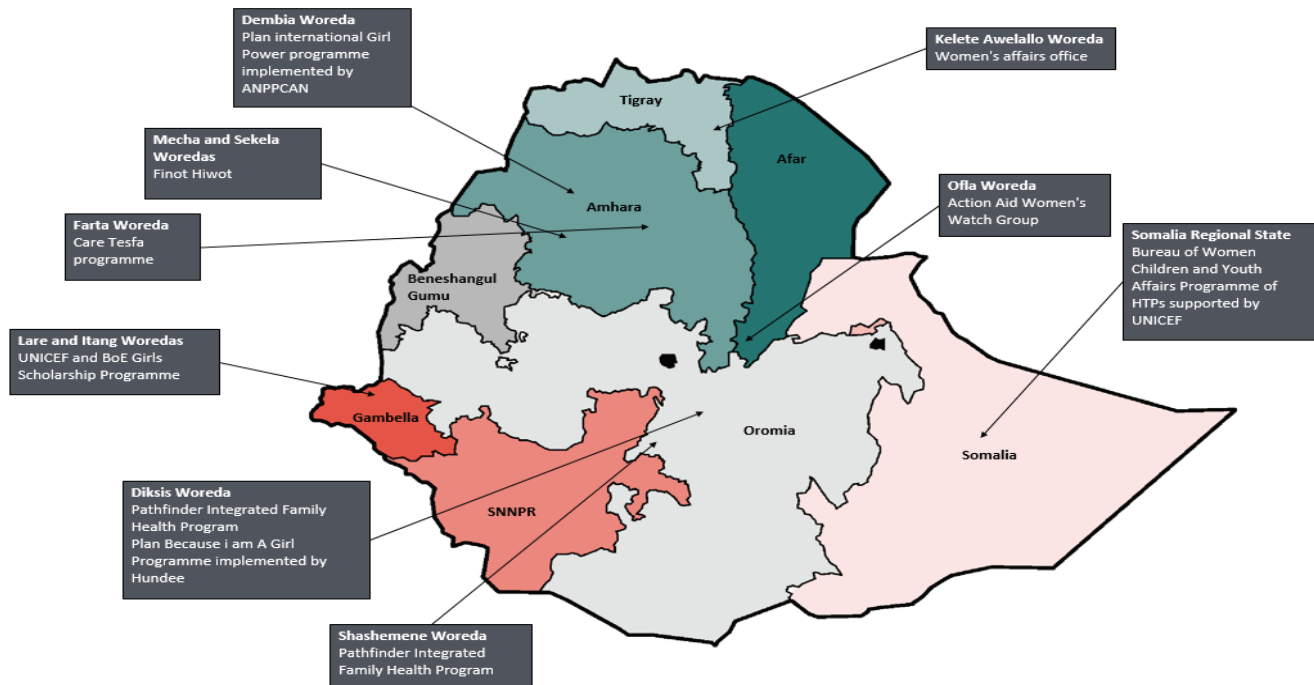 Dembia Woreda
Plan international Girl
Power programme
implemented by
ANPPCAN
Kelete Awelallo Woreda
Women's affairs office
Mecha and Sekela
Woredas
Finot Hiwot
Ofla Woreda
Action Aid Women's
Watch Group
Farta Woreda
Care Tesfa
programme
Somalia Regional State
Bureau of Women
Children and Youth
Affairs Programme of
HTPs supported by
UNICEF
Lare and Itang Woredas
UNICEF and BoE Girls
Scholarship Programme
Diksis Woreda
Pathfinder Integrated Family
Health Program
Plan Because i am A Girl
Programme implemented by
Hundee
Shashemene Woreda
Pathfinder Integrated
Family Health Program
Tigray
Afar
Amhara
Beneshangul
Gumu
Gambella
Oromia
Somalia
SNNPR